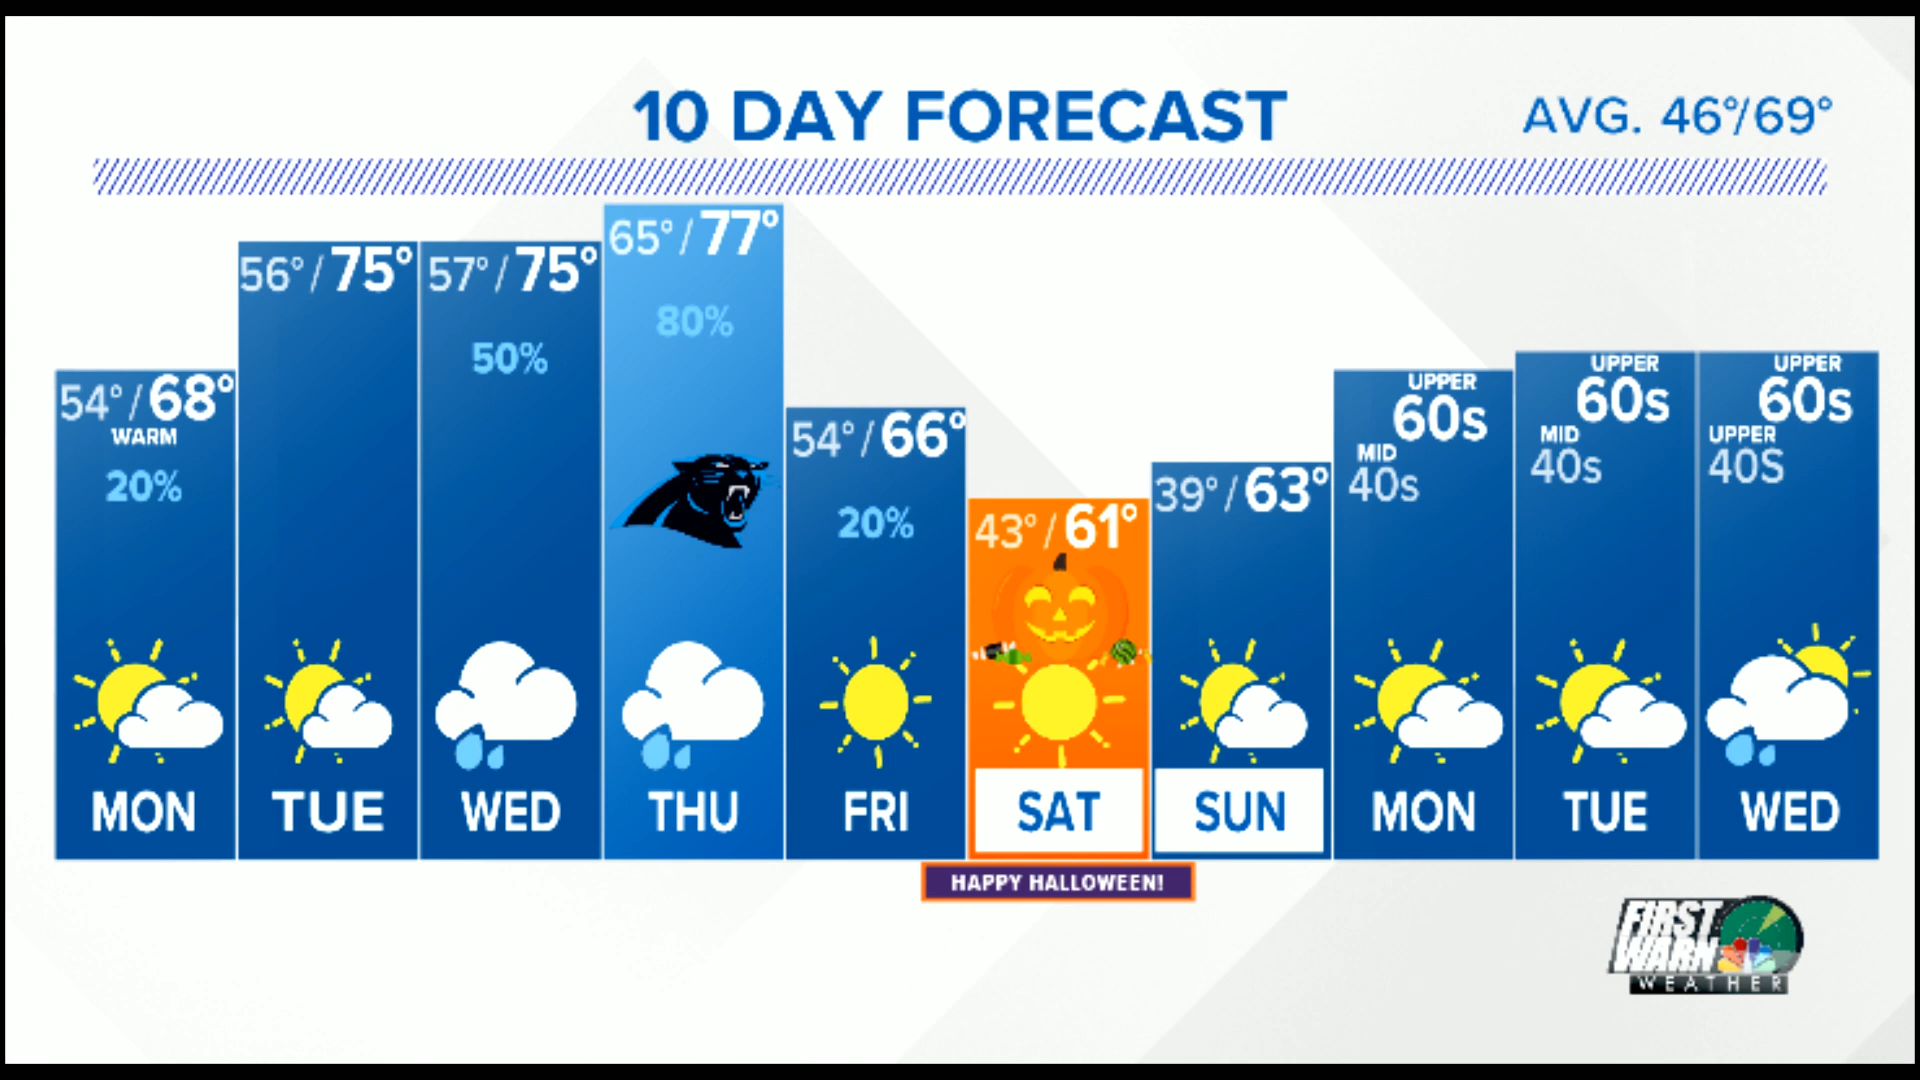 10 DAY FORECAST
AVG. 46°/69°
54°/68°
WARM
20%
MON
56°/75°
TUE
57°/75°
50%
WED
65°/77°
80%
THU
54°/66°
20%
FRI
43°/61°
SAT
HAPPY HALLOWEEN!
39°/63°
SUN
UPPER
60s
MID
40s
MON
UPPER
60s
MID
40s
TUE
UPPER
60s
UPPER
40S
WED
FIRST
WARN
WEATHER